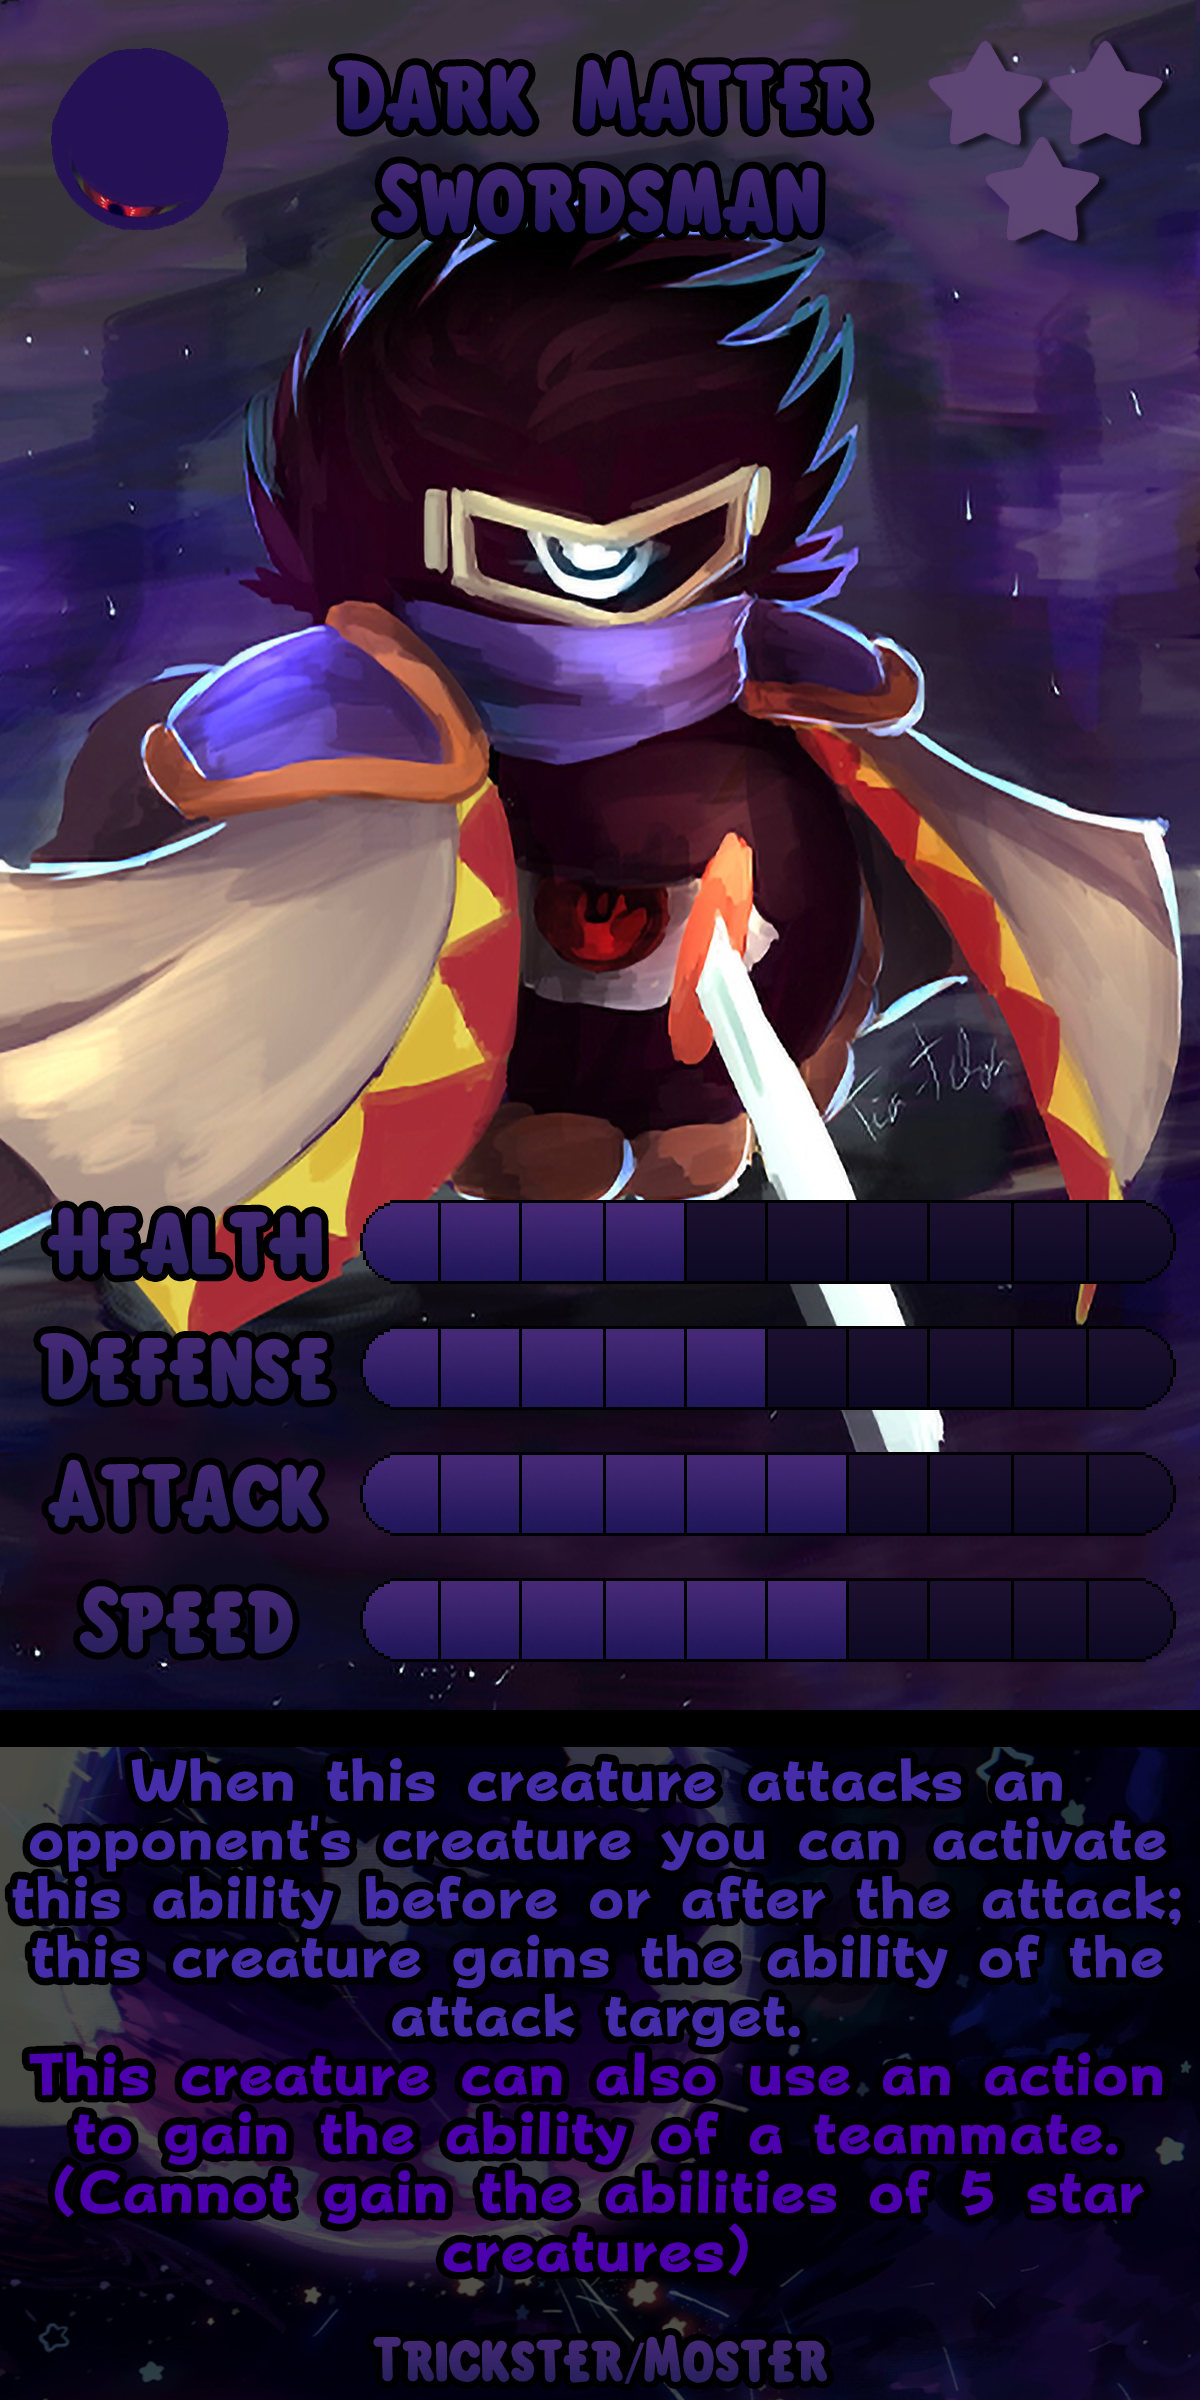 Dark Matter
Swordsman
Health
Defense
Attack
Speed
When this creature attacks an
opponent's creature you can activate
this ability before or after the attack;
this creature gains the ability of the
attack target.
This creature can also use an action
to gain the ability of a teammate.
(Cannot gain the abilities of 5 star
creatures)
Trickster/Moster